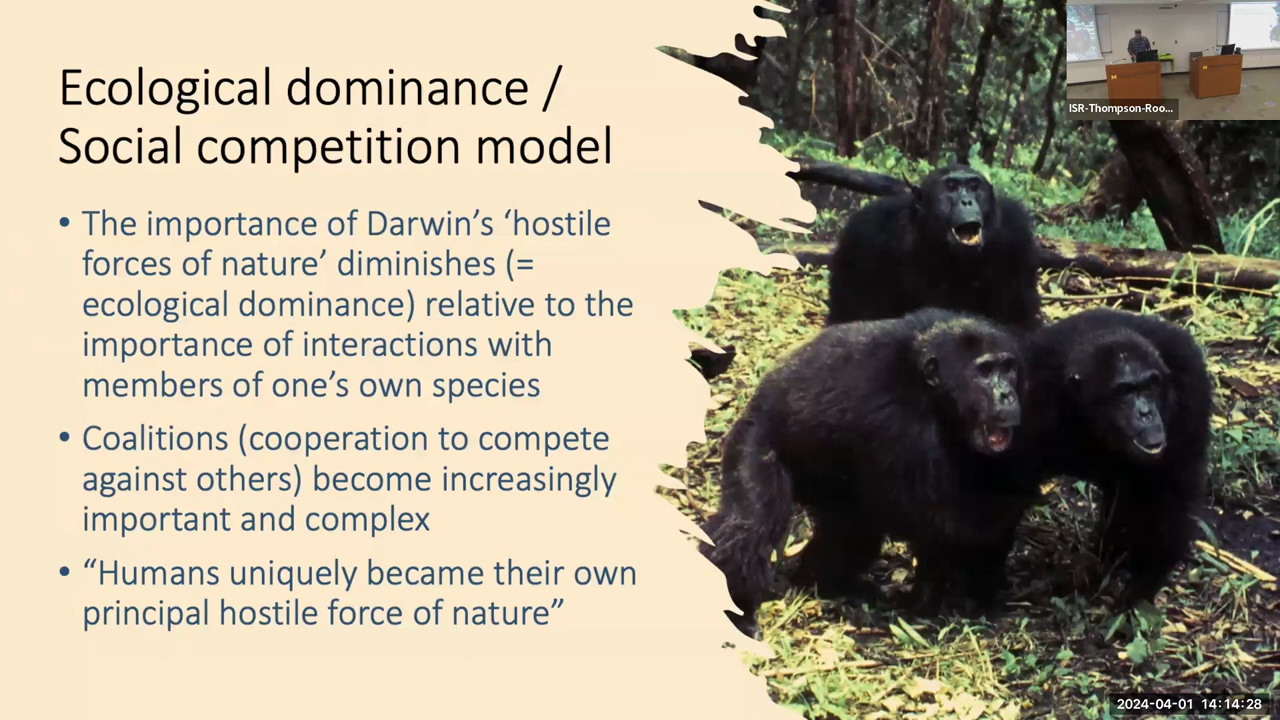 Ecological dominance /
Social competition model
• The importance of Darwin’s ‘hostile
forces of nature’ diminishes (=
ecological dominance) relative to the
importance of interactions with
members of one’s own species
• Coalitions (cooperation to compete
against others) become increasingly
important and complex
• “Humans uniquely became their own
principal hostile force of nature”
ISR-Thompson-Roo...
2024-04-01 14:14:28